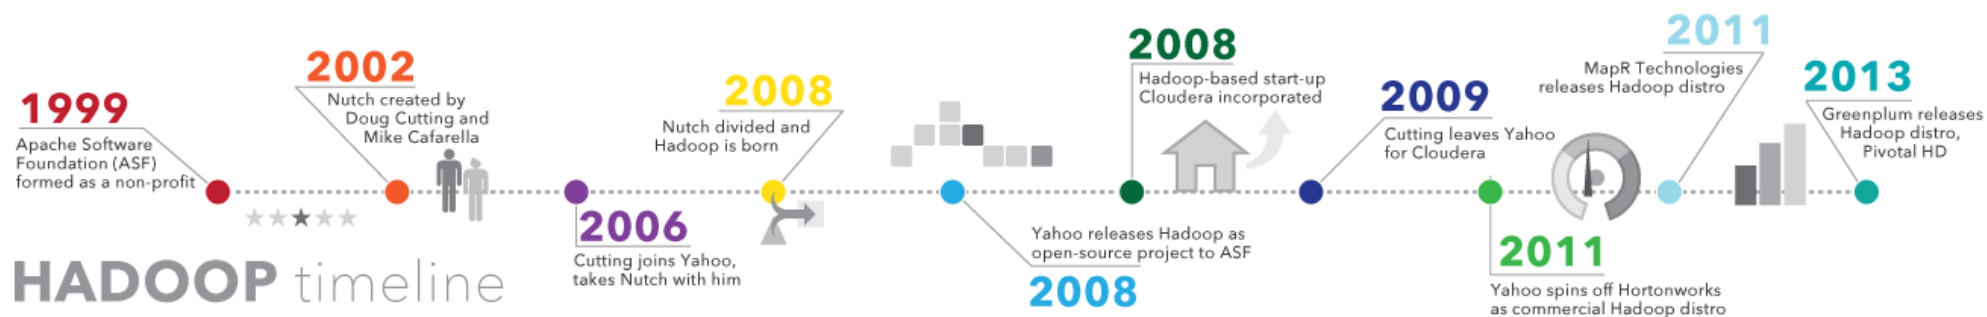 1999
Apache Software
Foundation (ASF)
formed as a non-profit
2002
Nutch created by
Doug Cutting and
Mike Cafarella
2006
Cutting joins Yahoo,
takes Nutch with him
2008
Nutch divided and
Hadoop is born
Yahoo releases Hadoop as
open-source project to ASF
2008
2008
Hadoop-based start-up
Cloudera incorporated
2009
Cutting leaves Yahoo
for Cloudera
2011
Yahoo spins off Hortonworks
as commercial Hadoop distro
2011
MapR Technologies
releases Hadoop distro
2013
Greenplum releases
Hadoop distro,
Pivotal HD
HADOOP timeline